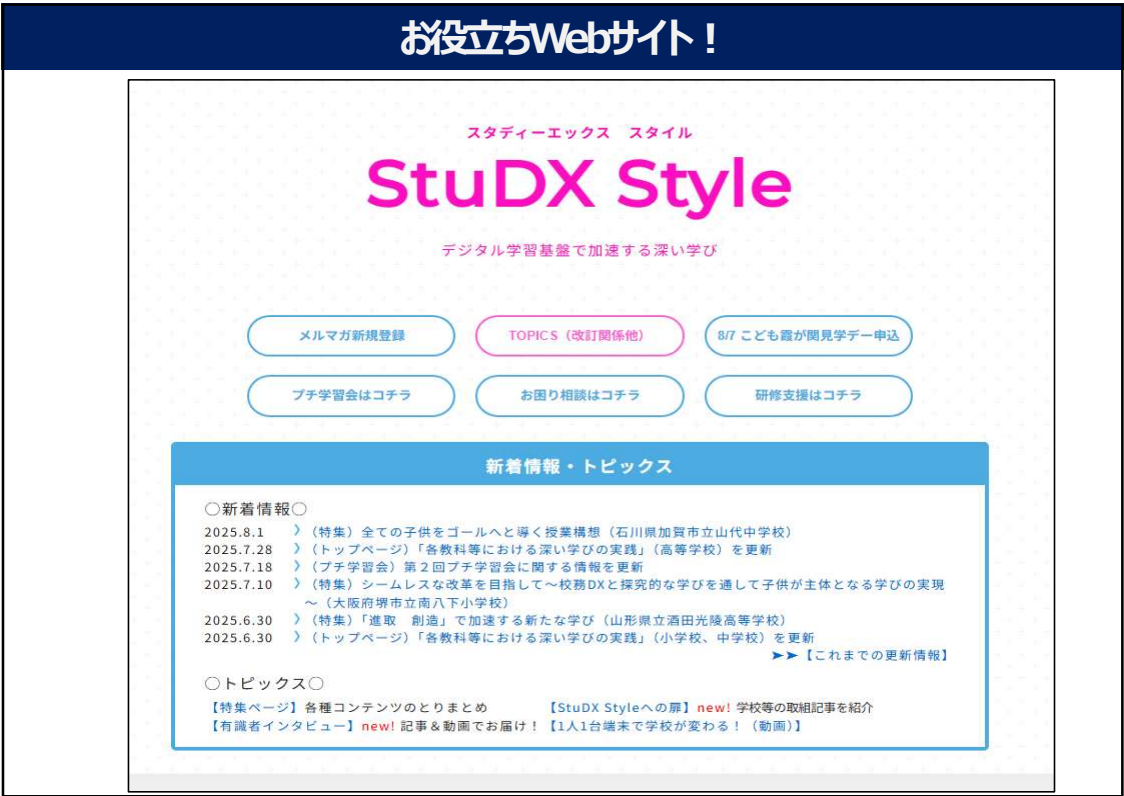 お役立ちWebサイト！
スタディーエックス　スタイル
StuDX Style
デジタル学習基盤で加速する深い学び
メルマガ新規登録
TOPICS（改訂関係他）
8/7 こども霞が関見学デー申込
プチ学習会はコチラ
お困り相談はコチラ
研修支援はコチラ
新着情報・トピックス
〇新着情報〇
2025.8.1 》（特集）全ての子供をゴールへと導く授業構想（石川県加賀市立山代中学校）
2025.7.28 》（トップページ）「各教科等における深い学びの実践」（高等学校）を更新
2025.7.18 》（プチ学習会）第２回プチ学習会に関する情報を更新
2025.7.10 》（特集）シームレスな改革を目指して～校務DXと探究的な学びを通して子供が主体となる学びの実現
～（大阪府堺市立南八下小学校）
2025.6.30 》（特集）「進取　創造」で加速する新たな学び（山形県立酒田光陵高等学校）
2025.6.30 》（トップページ）「各教科等における深い学びの実践」（小学校、中学校）を更新
➤➤【これまでの更新情報】
〇トピックス〇
【特集ページ】各種コンテンツのとりまとめ　【StuDX Styleへの扉】new! 学校等の取組記事を紹介
【有識者インタビュー】new! 記事＆動画でお届け！【1人1台端末で学校が変わる！（動画）】